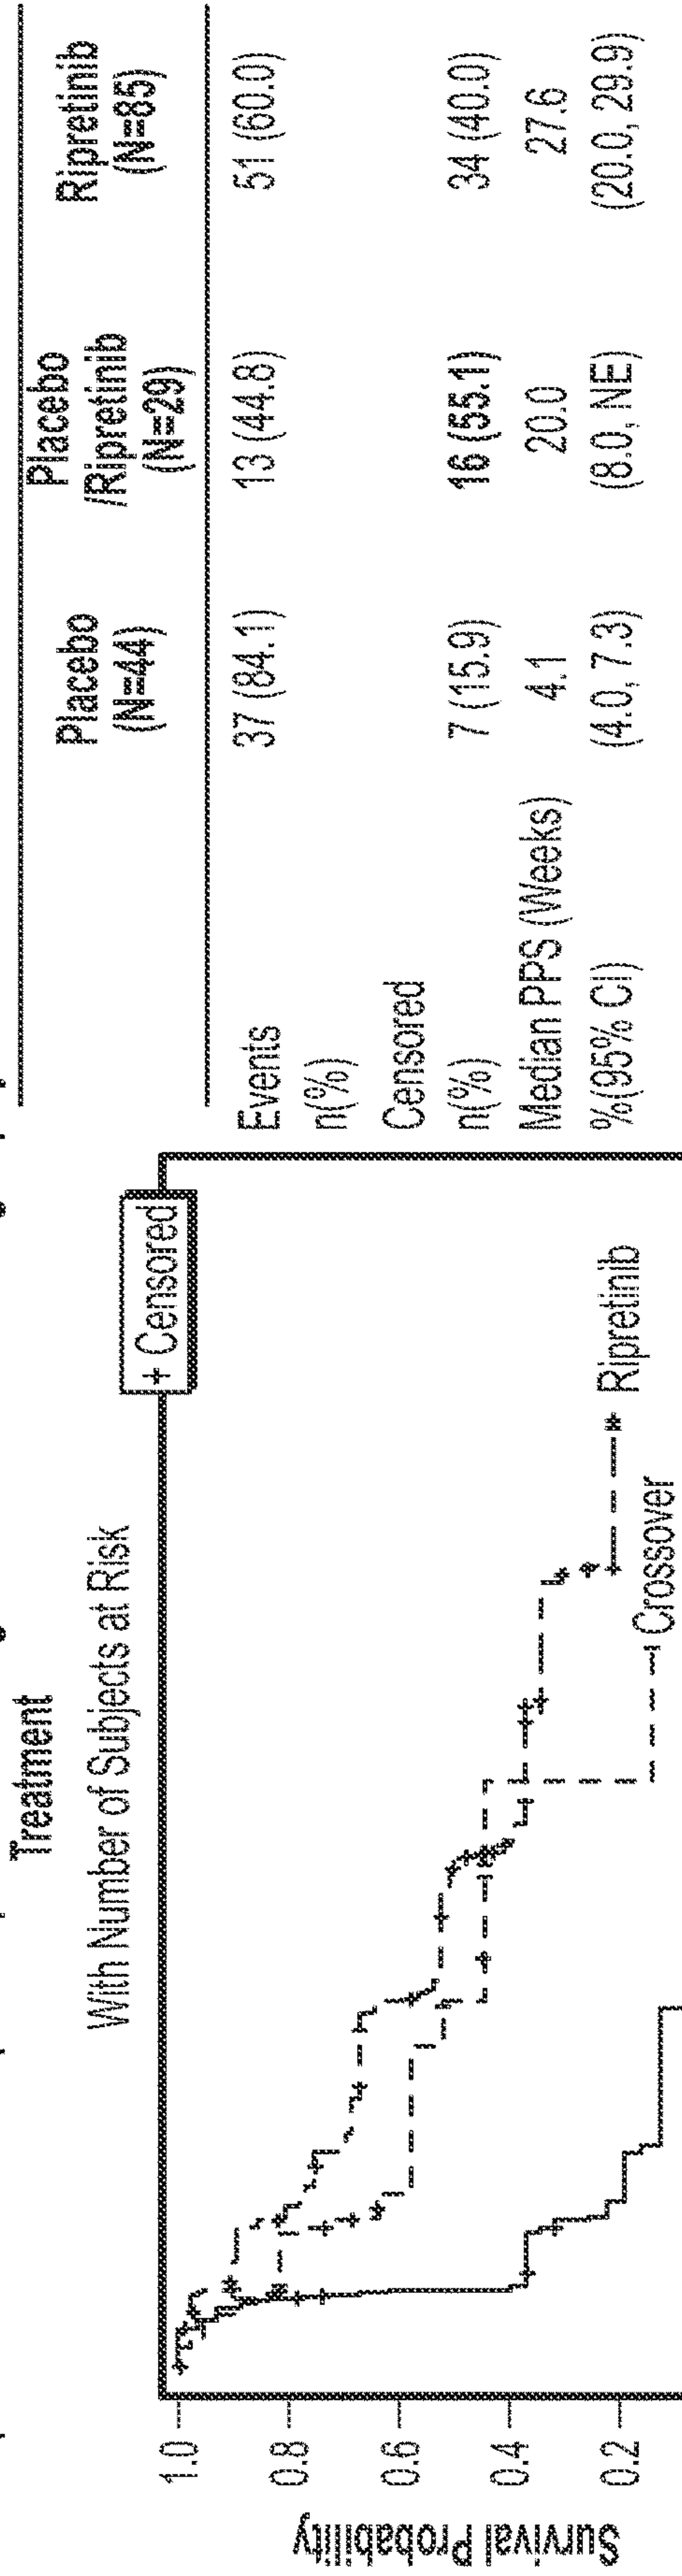 Treatment
With Number of Subjects at Risk
+ Censored
Survival Probability
1.0
0.8
0.6
0.4
0.2
Ripretinib
Crossover
Placebo (N=44)
Placebo /Ripretinib (N=29)
Ripretinib (N=85)
Events n(%) 37 (84.1) 13 (44.8) 51 (60.0)
Censored
n(%) 7 (15.9) 16 (55.1) 34 (40.0)
Median PPS (Weeks) 4.1 20.0 27.6
%(95% CI) (4.0, 7.3) (8.0, NE) (20.0, 29.9)